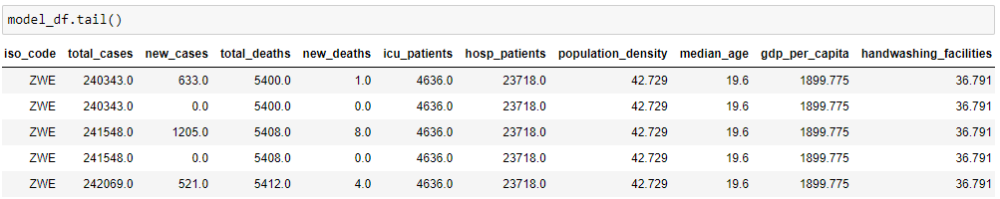 model_df.tail()
iso_code total_cases new_cases total_deaths new_deaths icu_patients hosp_patients population_density median_age gdp_per_capita handwashing_facilities
ZWE 240343.0 633.0 5400.0 1.0 4636.0 23718.0 42.729 19.6 1899.775 36.791
ZWE 240343.0 0.0 5400.0 0.0 4636.0 23718.0 42.729 19.6 1899.775 36.791
ZWE 241548.0 1205.0 5408.0 8.0 4636.0 23718.0 42.729 19.6 1899.775 36.791
ZWE 241548.0 0.0 5408.0 0.0 4636.0 23718.0 42.729 19.6 1899.775 36.791
ZWE 242069.0 521.0 5412.0 4.0 4636.0 23718.0 42.729 19.6 1899.775 36.791